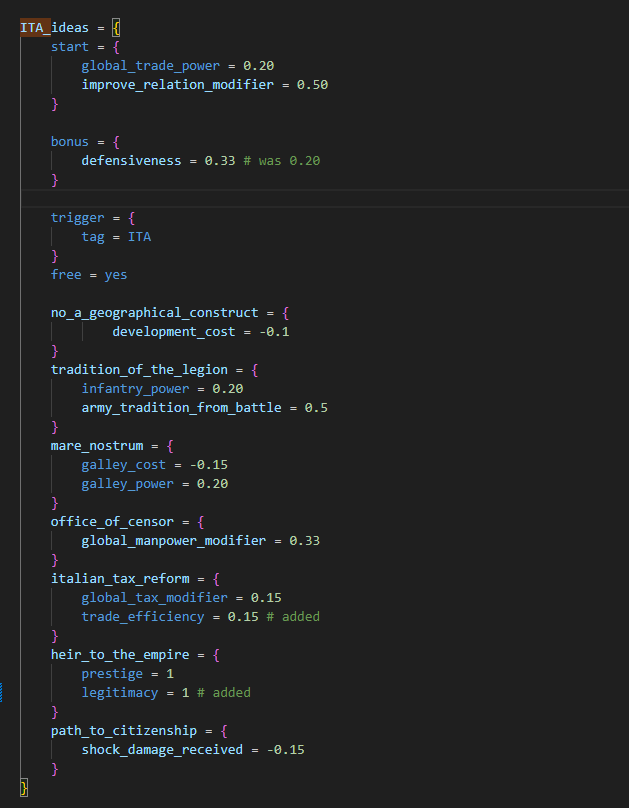 ITA_ideas = {
    start = {
        global_trade_power = 0.20
        improve_relation_modifier = 0.50
    }

    bonus = {
        defensiveness = 0.33 # was 0.20
    }

    trigger = {
        tag = ITA
    }
    free = yes

    no_a_geographical_construct = {
            development_cost = -0.1
    }
    tradition_of_the_legion = {
        infantry_power = 0.20
        army_tradition_from_battle = 0.5
    }
    mare_nostrum = {
        galley_cost = -0.15
        galley_power = 0.20
    }
    office_of_censor = {
        global_manpower_modifier = 0.33
    }
    italian_tax_reform = {
        global_tax_modifier = 0.15
        trade_efficiency = 0.15 # added
    }
    heir_to_the_empire = {
        prestige = 1
        legitimacy = 1 # added
    }
    path_to_citizenship = {
        shock_damage_received = -0.15
    }
}